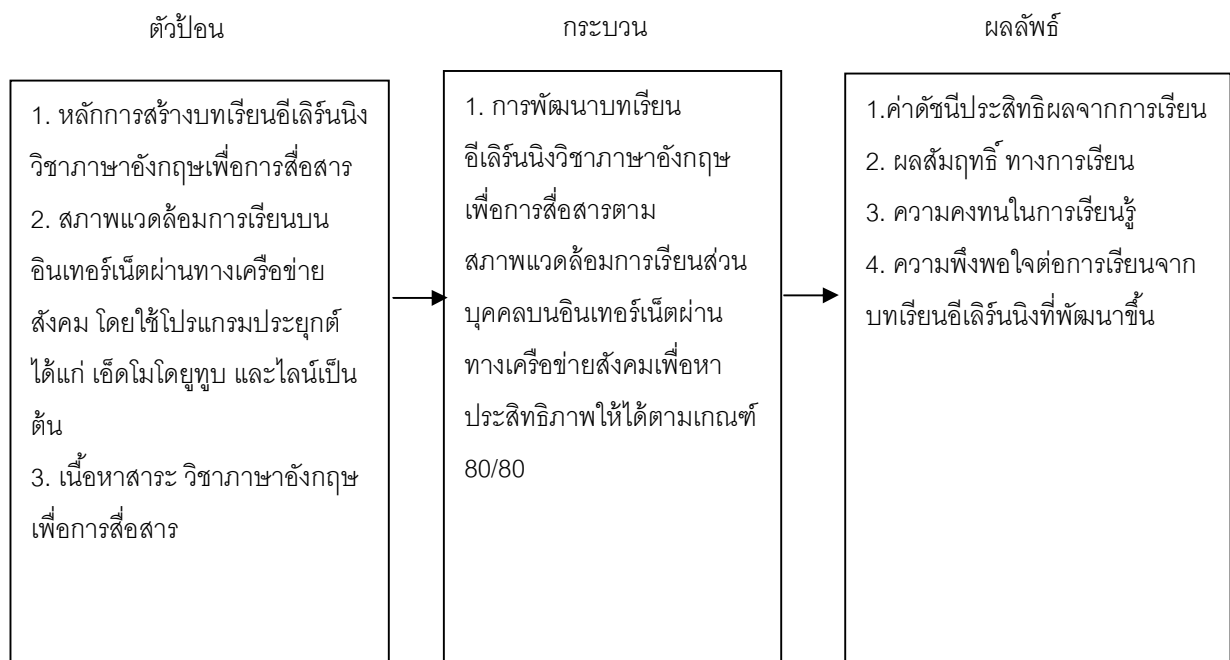 ตัวป้อน
กระบวน
ผลลัพธ์
1. หลักการสร้างบทเรียนอีเลิร์นนิง
วิชาภาษาอังกฤษเพื่อการสื่อสาร
2. สภาพแวดล้อมการเรียนบน
อินเทอร์เน็ตผ่านทางเครือข่าย
สังคม โดยใช้โปรแกรมประยุกต์
ได้แก่ เอ็ดโมโดยูทูบ และไลน์เป็น
ต้น
3. เนื้อหาสาระ วิชาภาษาอังกฤษ
เพื่อการสื่อสาร
1. การพัฒนาบทเรียน
อีเลิร์นนิงวิชาภาษาอังกฤษ
เพื่อการสื่อสารตาม
สภาพแวดล้อมการเรียนส่วน
บุคคลบนอินเทอร์เน็ตผ่าน
ทางเครือข่ายสังคมเพื่อหา
ประสิทธิภาพให้ได้ตามเกณฑ์
80/80
1.ค่าดัชนีประสิทธิผลจากการเรียน
2. ผลสัมฤทธิ์ ทางการเรียน
3. ความคงทนในการเรียนรู้
4. ความพึงพอใจต่อการเรียนจาก
บทเรียนอีเลิร์นนิงที่พัฒนาขึ้น